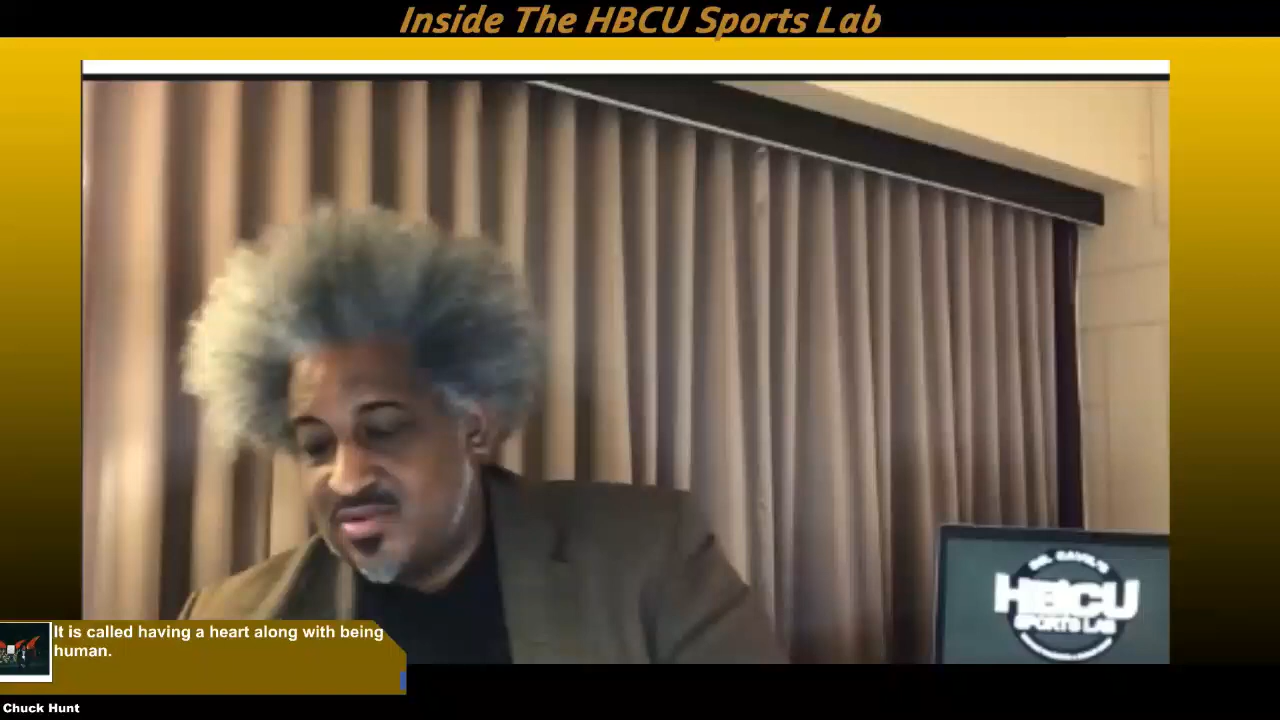 Inside The HBCU Sports Lab
HBCU
SPORTS LAB
It is called having a heart along with being
human.
Chuck Hunt